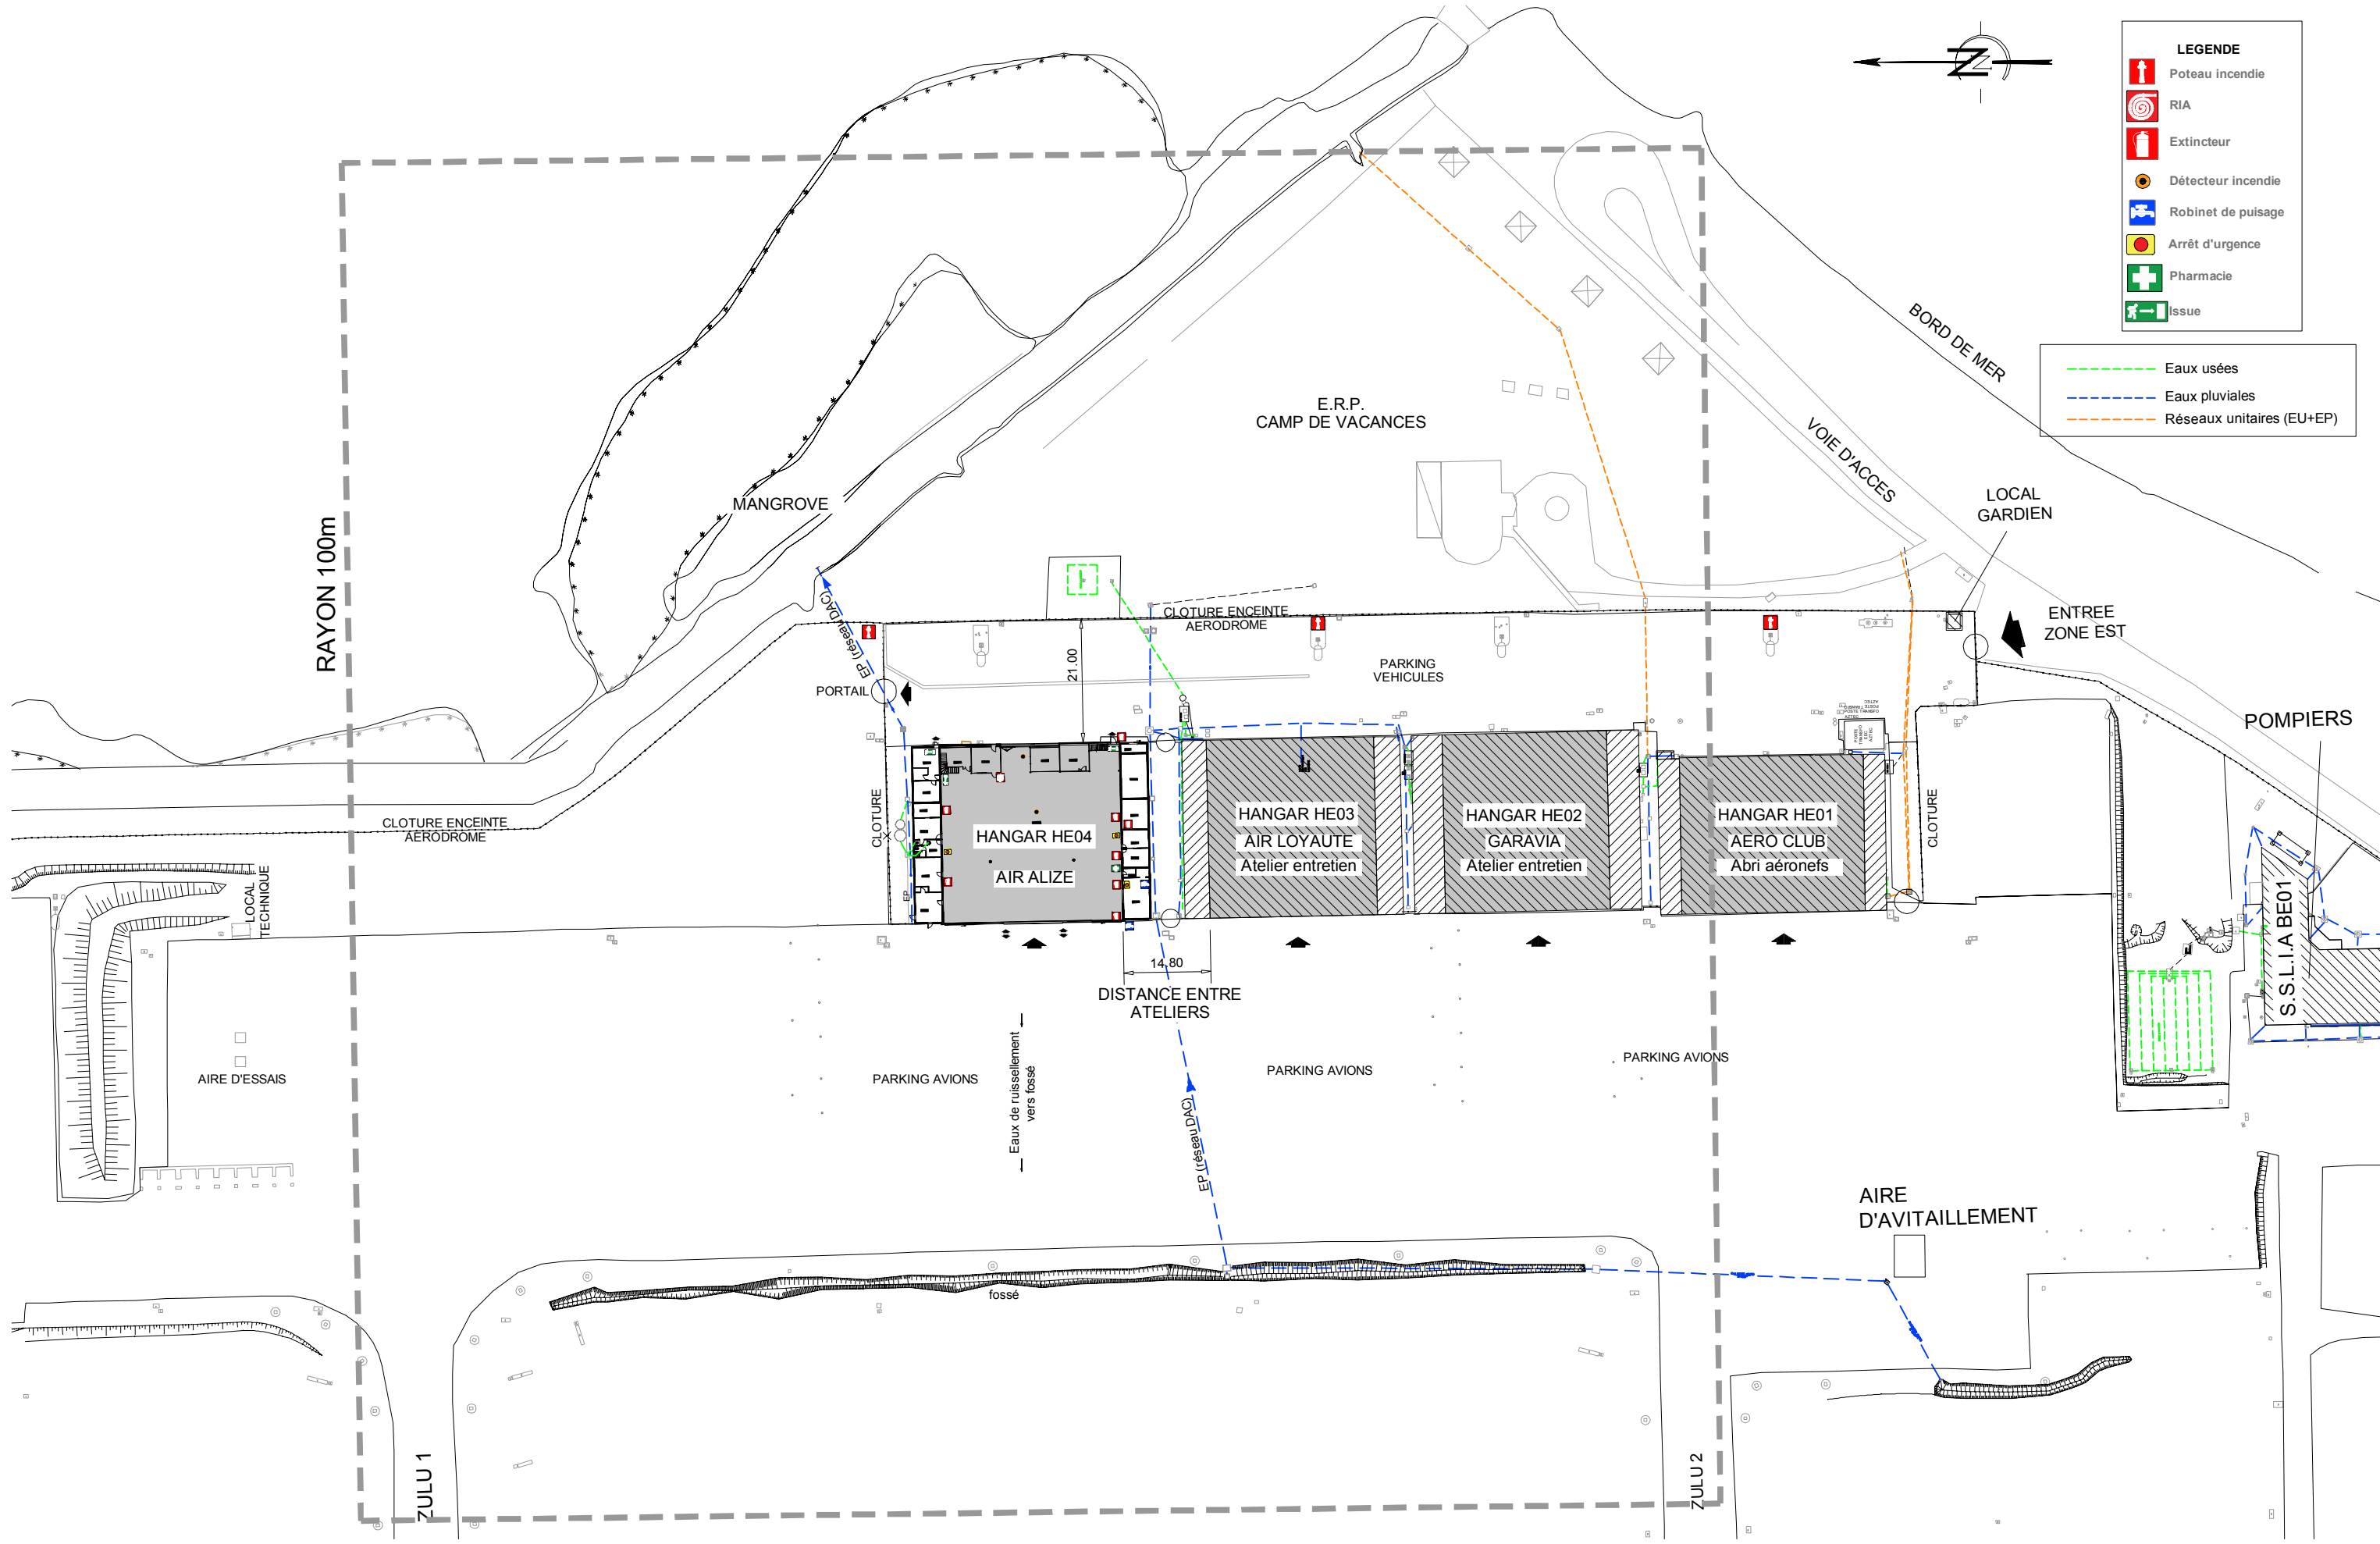 LEGENDE
Poteau incendie
RIA
Extincteur
Détecteur incendie
Robinet de puisage
Arrêt d'urgence
Pharmacie
Issue
Eaux usées
Eaux pluviales
Réseaux unitaires (EU+EP)
N
BORD DE MER
E.R.P.
CAMP DE VACANCES
VOIE D'ACCES
MANGROVE
LOCAL
GARDIEN
RAYON 100m
EP (réseau DAC)
CLOTURE ENCEINTE
AERODROME
ENTREE
ZONE EST
21.00
PARKING
VEHICULES
PORTAIL
POMPIERS
CLOTURE
CLOTURE ENCEINTE
AERODROME
HANGAR HE04
AIR ALIZE
HANGAR HE03
AIR LOYAUTE
Atelier entretien
HANGAR HE02
GARAVIA
Atelier entretien
HANGAR HE01
AERO CLUB
Abri aéronefs
CLOTURE
EP
LOCAL
TECHNIQUE
S.S.L.I.A BE01
14.80
DISTANCE ENTRE
ATELIERS
Eaux de ruissellement
vers fossé
AIRE D'ESSAIS
PARKING AVIONS
PARKING AVIONS
PARKING AVIONS
EP (réseau DAC)
AIRE
D'AVITAILLEMENT
fossé
ZULU 1
ZULU 2